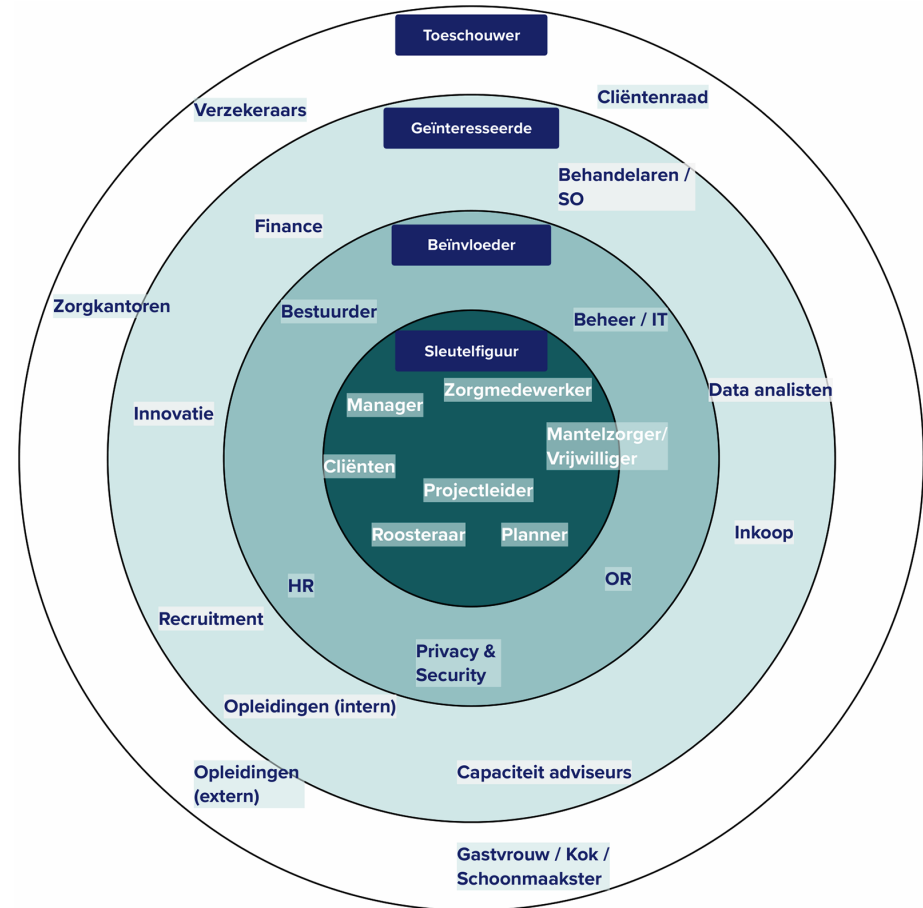 Toeschouwer
Cliëntenraad
Verzekeraars
Geïnteresseerde
Behandelaren /
SO
Finance
Beïnvloeder
Zorgkantoren
Bestuurder
Beheer / IT
Sleutelfiguur
Zorgmedewerker
Data analisten
Manager
Innovatie
Mantelzorger/
Vrijwilliger
Cliënten
Projectleider
Roosteraar
Planner
Inkoop
OR
HR
Recruitment
Privacy &
Security
Opleidingen (intern)
Opleidingen
(extern)
Capaciteit adviseurs
Gastvrouw / Kok /
Schoonmaakster